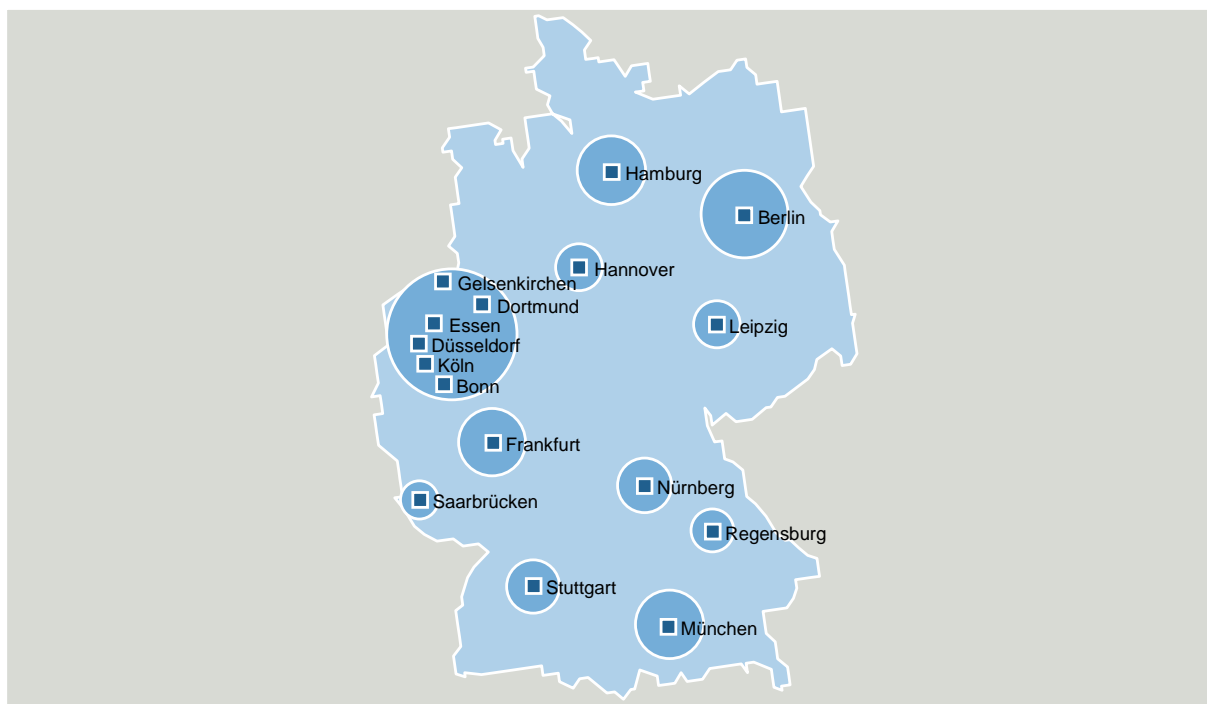 Hamburg
Berlin
Hannover
Gelsenkirchen
Dortmund
Essen
Leipzig
Düsseldorf
Köln
Bonn
Frankfurt
Nürnberg
Saarbrücken
Regensburg
Stuttgart
München